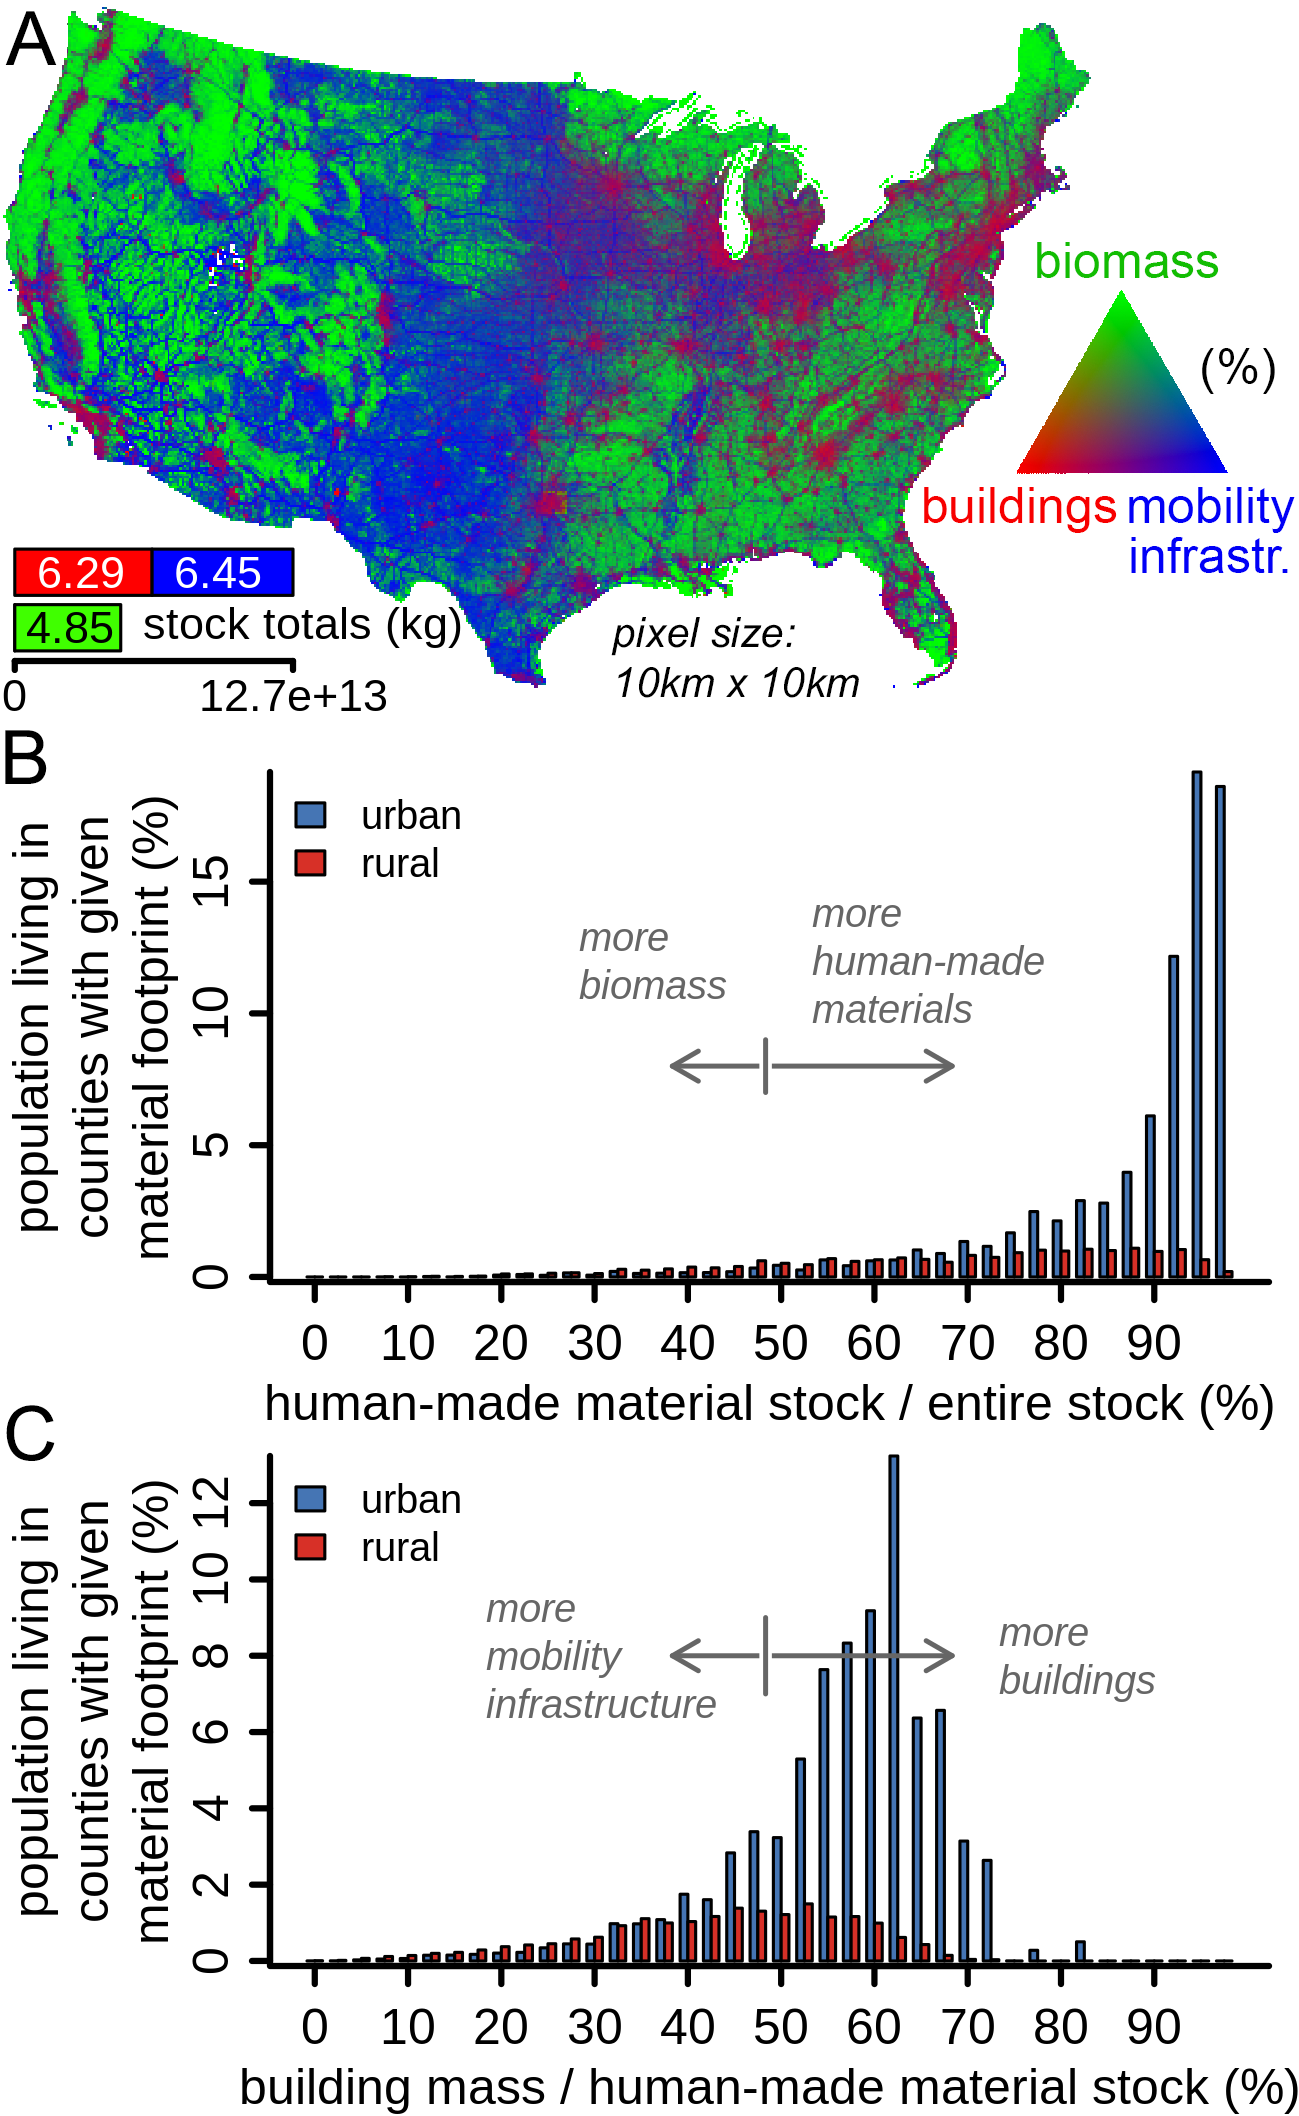 A
biomass
(%)
buildings mobility
infrastr.
6.29 6.45
4.85 stock totals (kg)
0 12.7e+13
pixel size:
10km x 10km
B
population living in
counties with given
material footprint (%)
0 5 10 15
urban
rural
more
biomass
more
human-made
materials
0 10 20 30 40 50 60 70 80 90
human-made material stock / entire stock (%)
C
population living in
counties with given
material footprint (%)
0 2 4 6 8 10 12
urban
rural
more
mobility
infrastructure
more
buildings
0 10 20 30 40 50 60 70 80 90
building mass / human-made material stock (%)